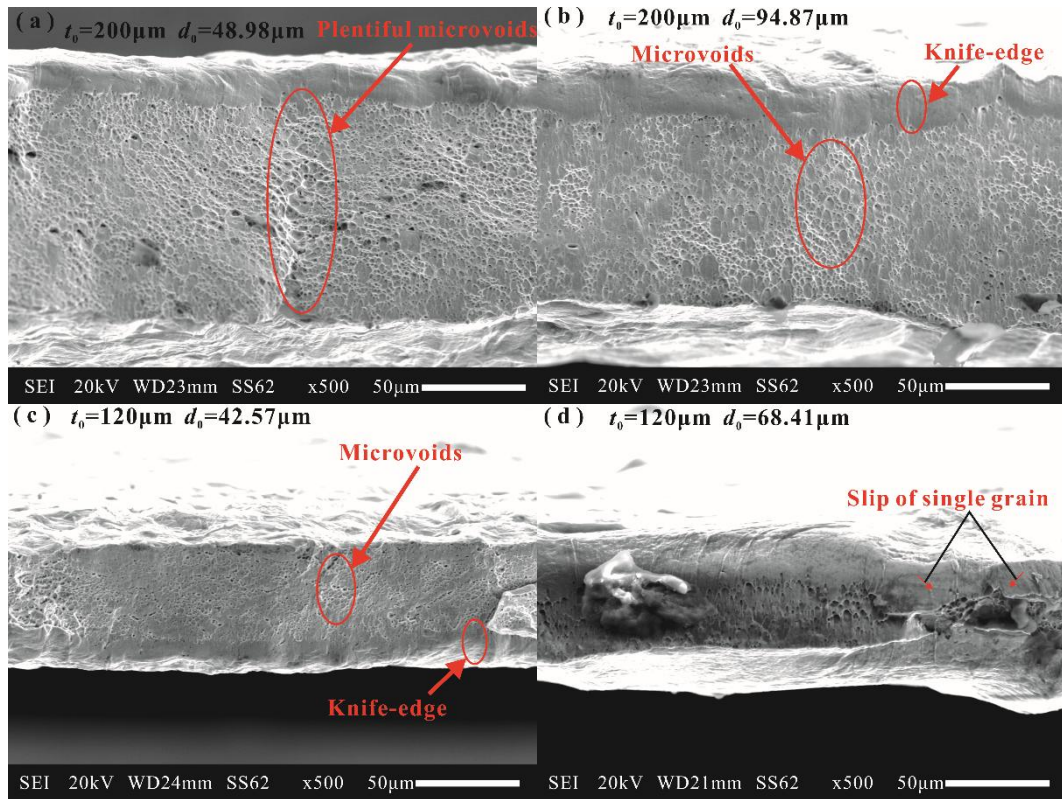 (a) t₀=200μm d₀=48.98μm
Plentiful microvoids
SEI 20kV WD23mm SS62 x500 50μm
(b) t₀=200μm d₀=94.87μm
Microvoids
Knife-edge
SEI 20kV WD23mm SS62 x500 50μm
(c) t₀=120μm d₀=42.57μm
Microvoids
Knife-edge
SEI 20kV WD24mm SS62 x500 50μm
(d) t₀=120μm d₀=68.41μm
Slip of single grain
SEI 20kV WD21mm SS62 x500 50μm